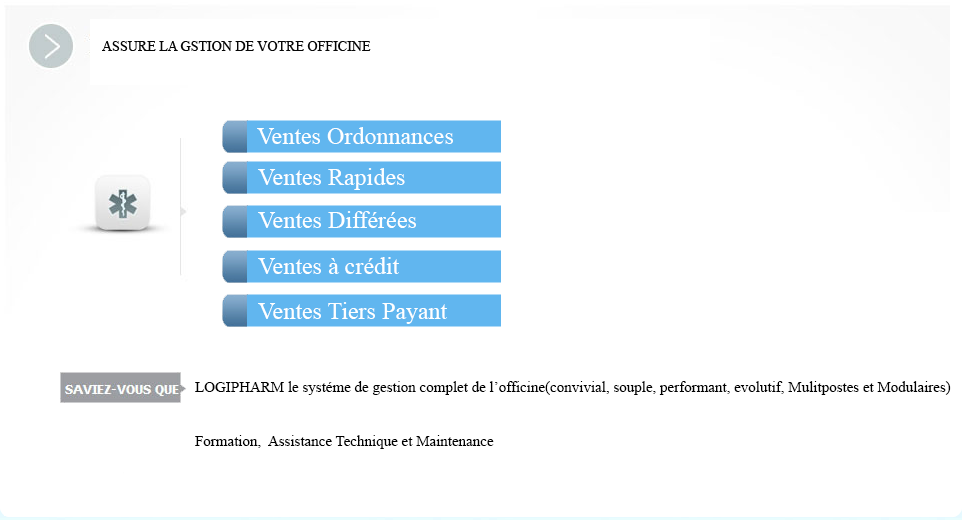 ASSURE LA GSTION DE VOTRE OFFICINE
Ventes Ordonnances
Ventes Rapides
Ventes Différées
Ventes à crédit
Ventes Tiers Payant
SAVIEZ-VOUS QUE
LOGIPHARM le systéme de gestion complet de l’officine(convivial, souple, performant, evolutif, Mulitpostes et Modulaires)
Formation, Assistance Technique et Maintenance